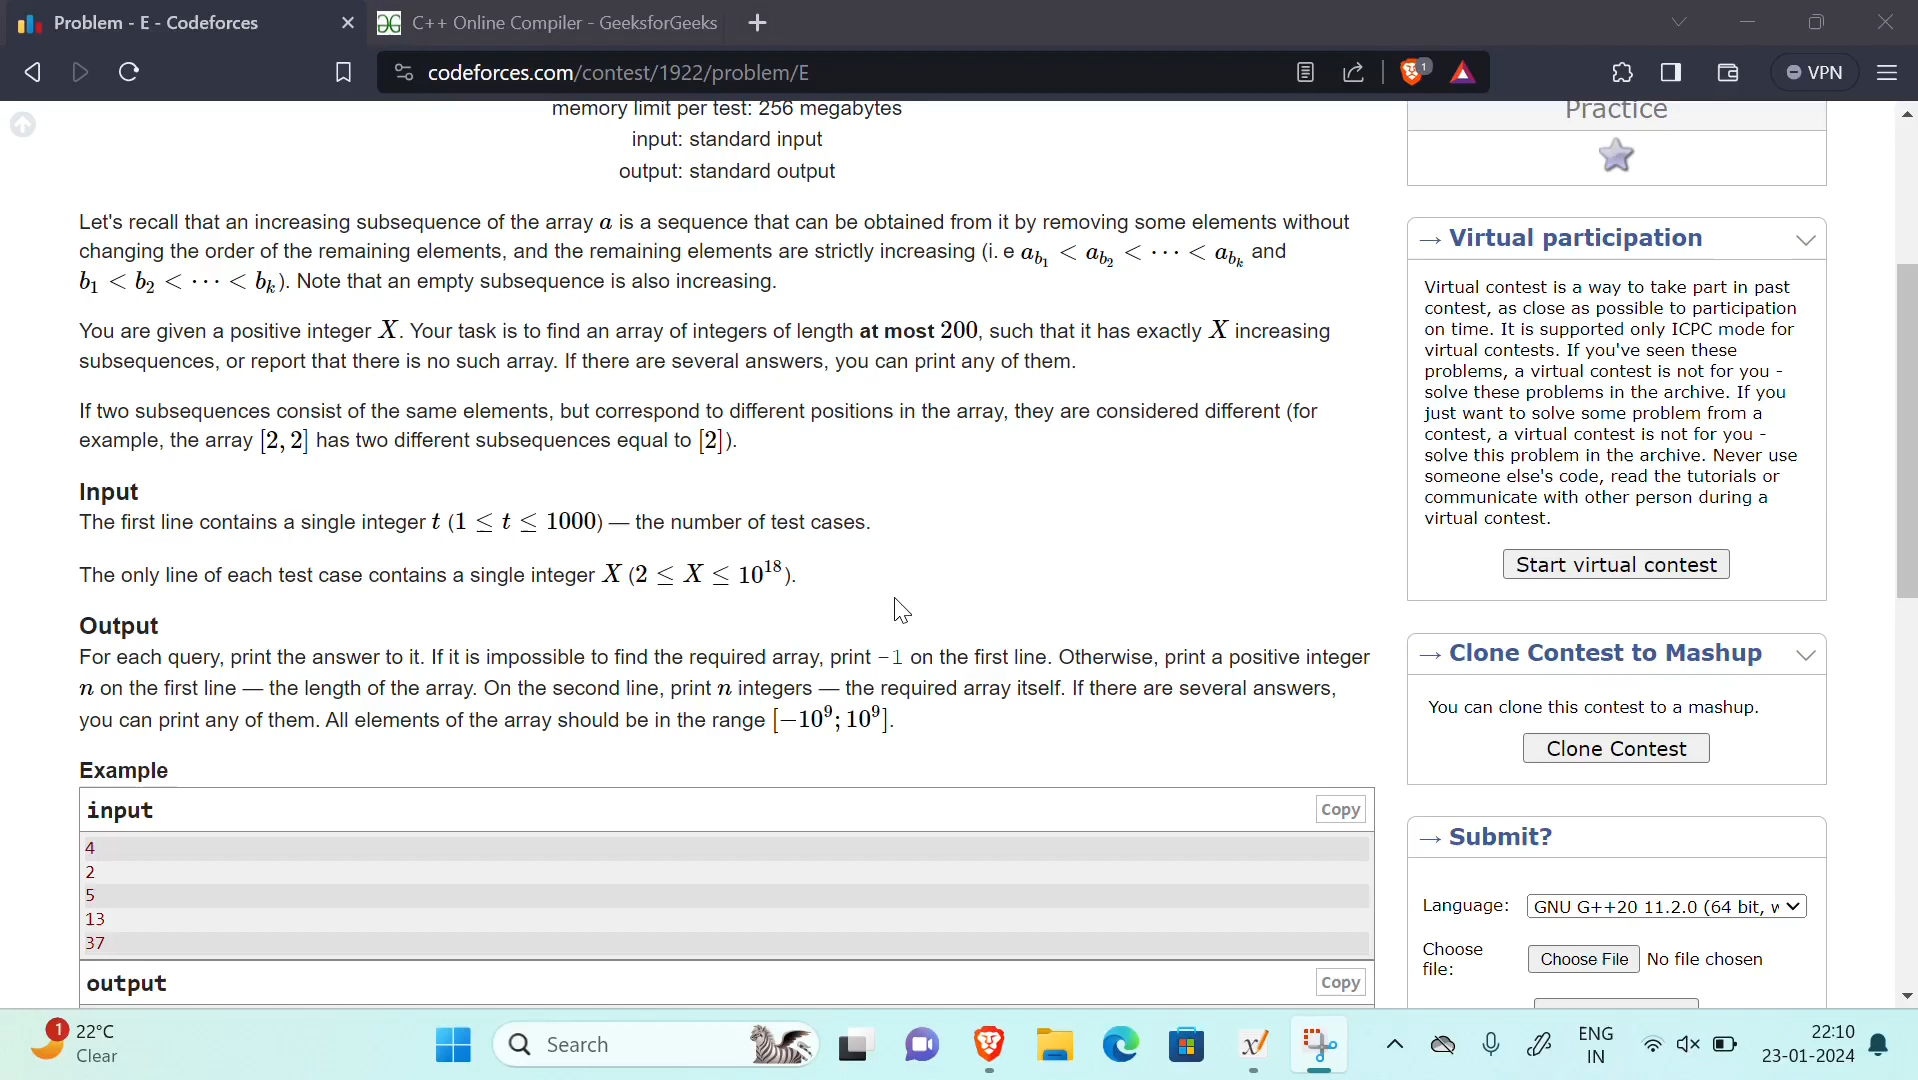 Problem - E - Codeforces
C++ Online Compiler - GeeksforGeeks
codeforces.com/contest/1922/problem/E
1
VPN
memory limit per test: 256 megabytes
input: standard input
output: standard output
Let's recall that an increasing subsequence of the array a is a sequence that can be obtained from it by removing some elements without
changing the order of the remaining elements, and the remaining elements are strictly increasing (i. e a_{b_1} < a_{b_2} < ⋯ < a_{b_k} and
b_1 < b_2 < ⋯ < b_k). Note that an empty subsequence is also increasing.
You are given a positive integer X. Your task is to find an array of integers of length at most 200, such that it has exactly X increasing
subsequences, or report that there is no such array. If there are several answers, you can print any of them.
If two subsequences consist of the same elements, but correspond to different positions in the array, they are considered different (for
example, the array [2, 2] has two different subsequences equal to [2]).
Input
The first line contains a single integer t (1 ≤ t ≤ 1000) — the number of test cases.
The only line of each test case contains a single integer X (2 ≤ X ≤ 10^18).
Output
For each query, print the answer to it. If it is impossible to find the required array, print -1 on the first line. Otherwise, print a positive integer
n on the first line — the length of the array. On the second line, print n integers — the required array itself. If there are several answers,
you can print any of them. All elements of the array should be in the range [−10^9; 10^9].
Example
input
Copy
4
2
5
13
37
output
Copy
Practice
→ Virtual participation
Virtual contest is a way to take part in past
contest, as close as possible to participation
on time. It is supported only ICPC mode for
virtual contests. If you've seen these
problems, a virtual contest is not for you -
solve these problems in the archive. If you
just want to solve some problem from a
contest, a virtual contest is not for you -
solve this problem in the archive. Never use
someone else's code, read the tutorials or
communicate with other person during a
virtual contest.
Start virtual contest
→ Clone Contest to Mashup
You can clone this contest to a mashup.
Clone Contest
→ Submit?
Language:
GNU G++20 11.2.0 (64 bit, w
Choose
file:
Choose File
No file chosen
1
22°C
Clear
Search
ENG
IN
22:10
23-01-2024